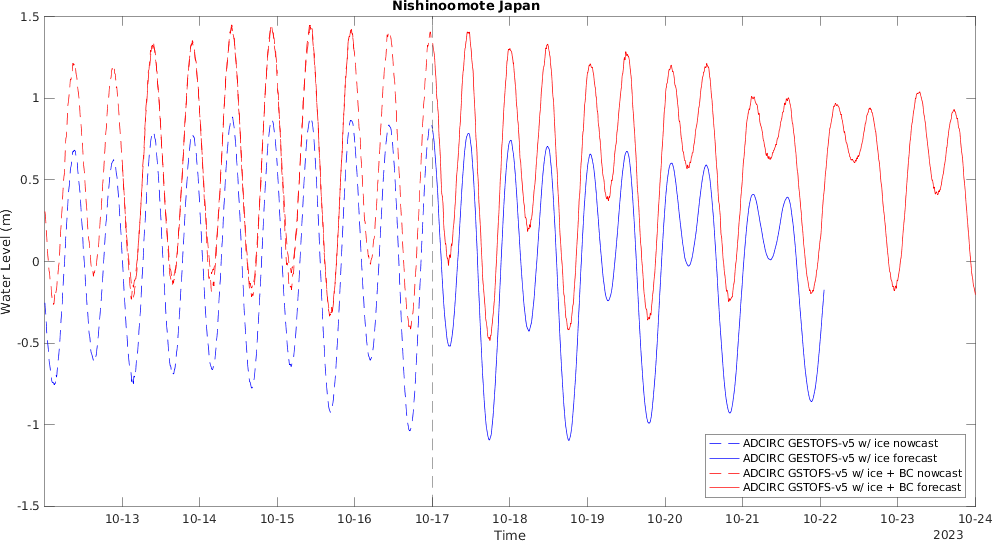 Nishinoomote Japan
1.5
1
0.5
0
-0.5
-1
-1.5
Water Level (m)
ADCIRC GESTOFS-v5 w/ ice nowcast
ADCIRC GESTOFS-v5 w/ ice forecast
ADCIRC GSTOFS-v5 w/ ice + BC nowcast
ADCIRC GSTOFS-v5 w/ ice + BC forecast
10-13 10-14 10-15 10-16 10-17 10-18 10-19 10-20 10-21 10-22 10-23 10-24
Time
2023